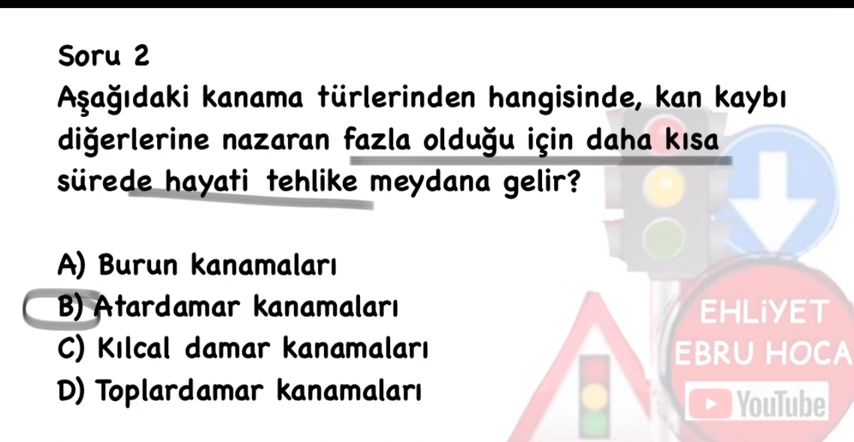 Soru 2
Aşağıdaki kanama türlerinden hangisinde, kan kaybı
diğerlerine nazaran fazla olduğu için daha kısa
sürede hayati tehlike meydana gelir?
A) Burun kanamaları
B) Atardamar kanamaları
C) Kılcal damar kanamaları
D) Toplardamar kanamaları
EHLİYET
EBRU HOCA
YouTube